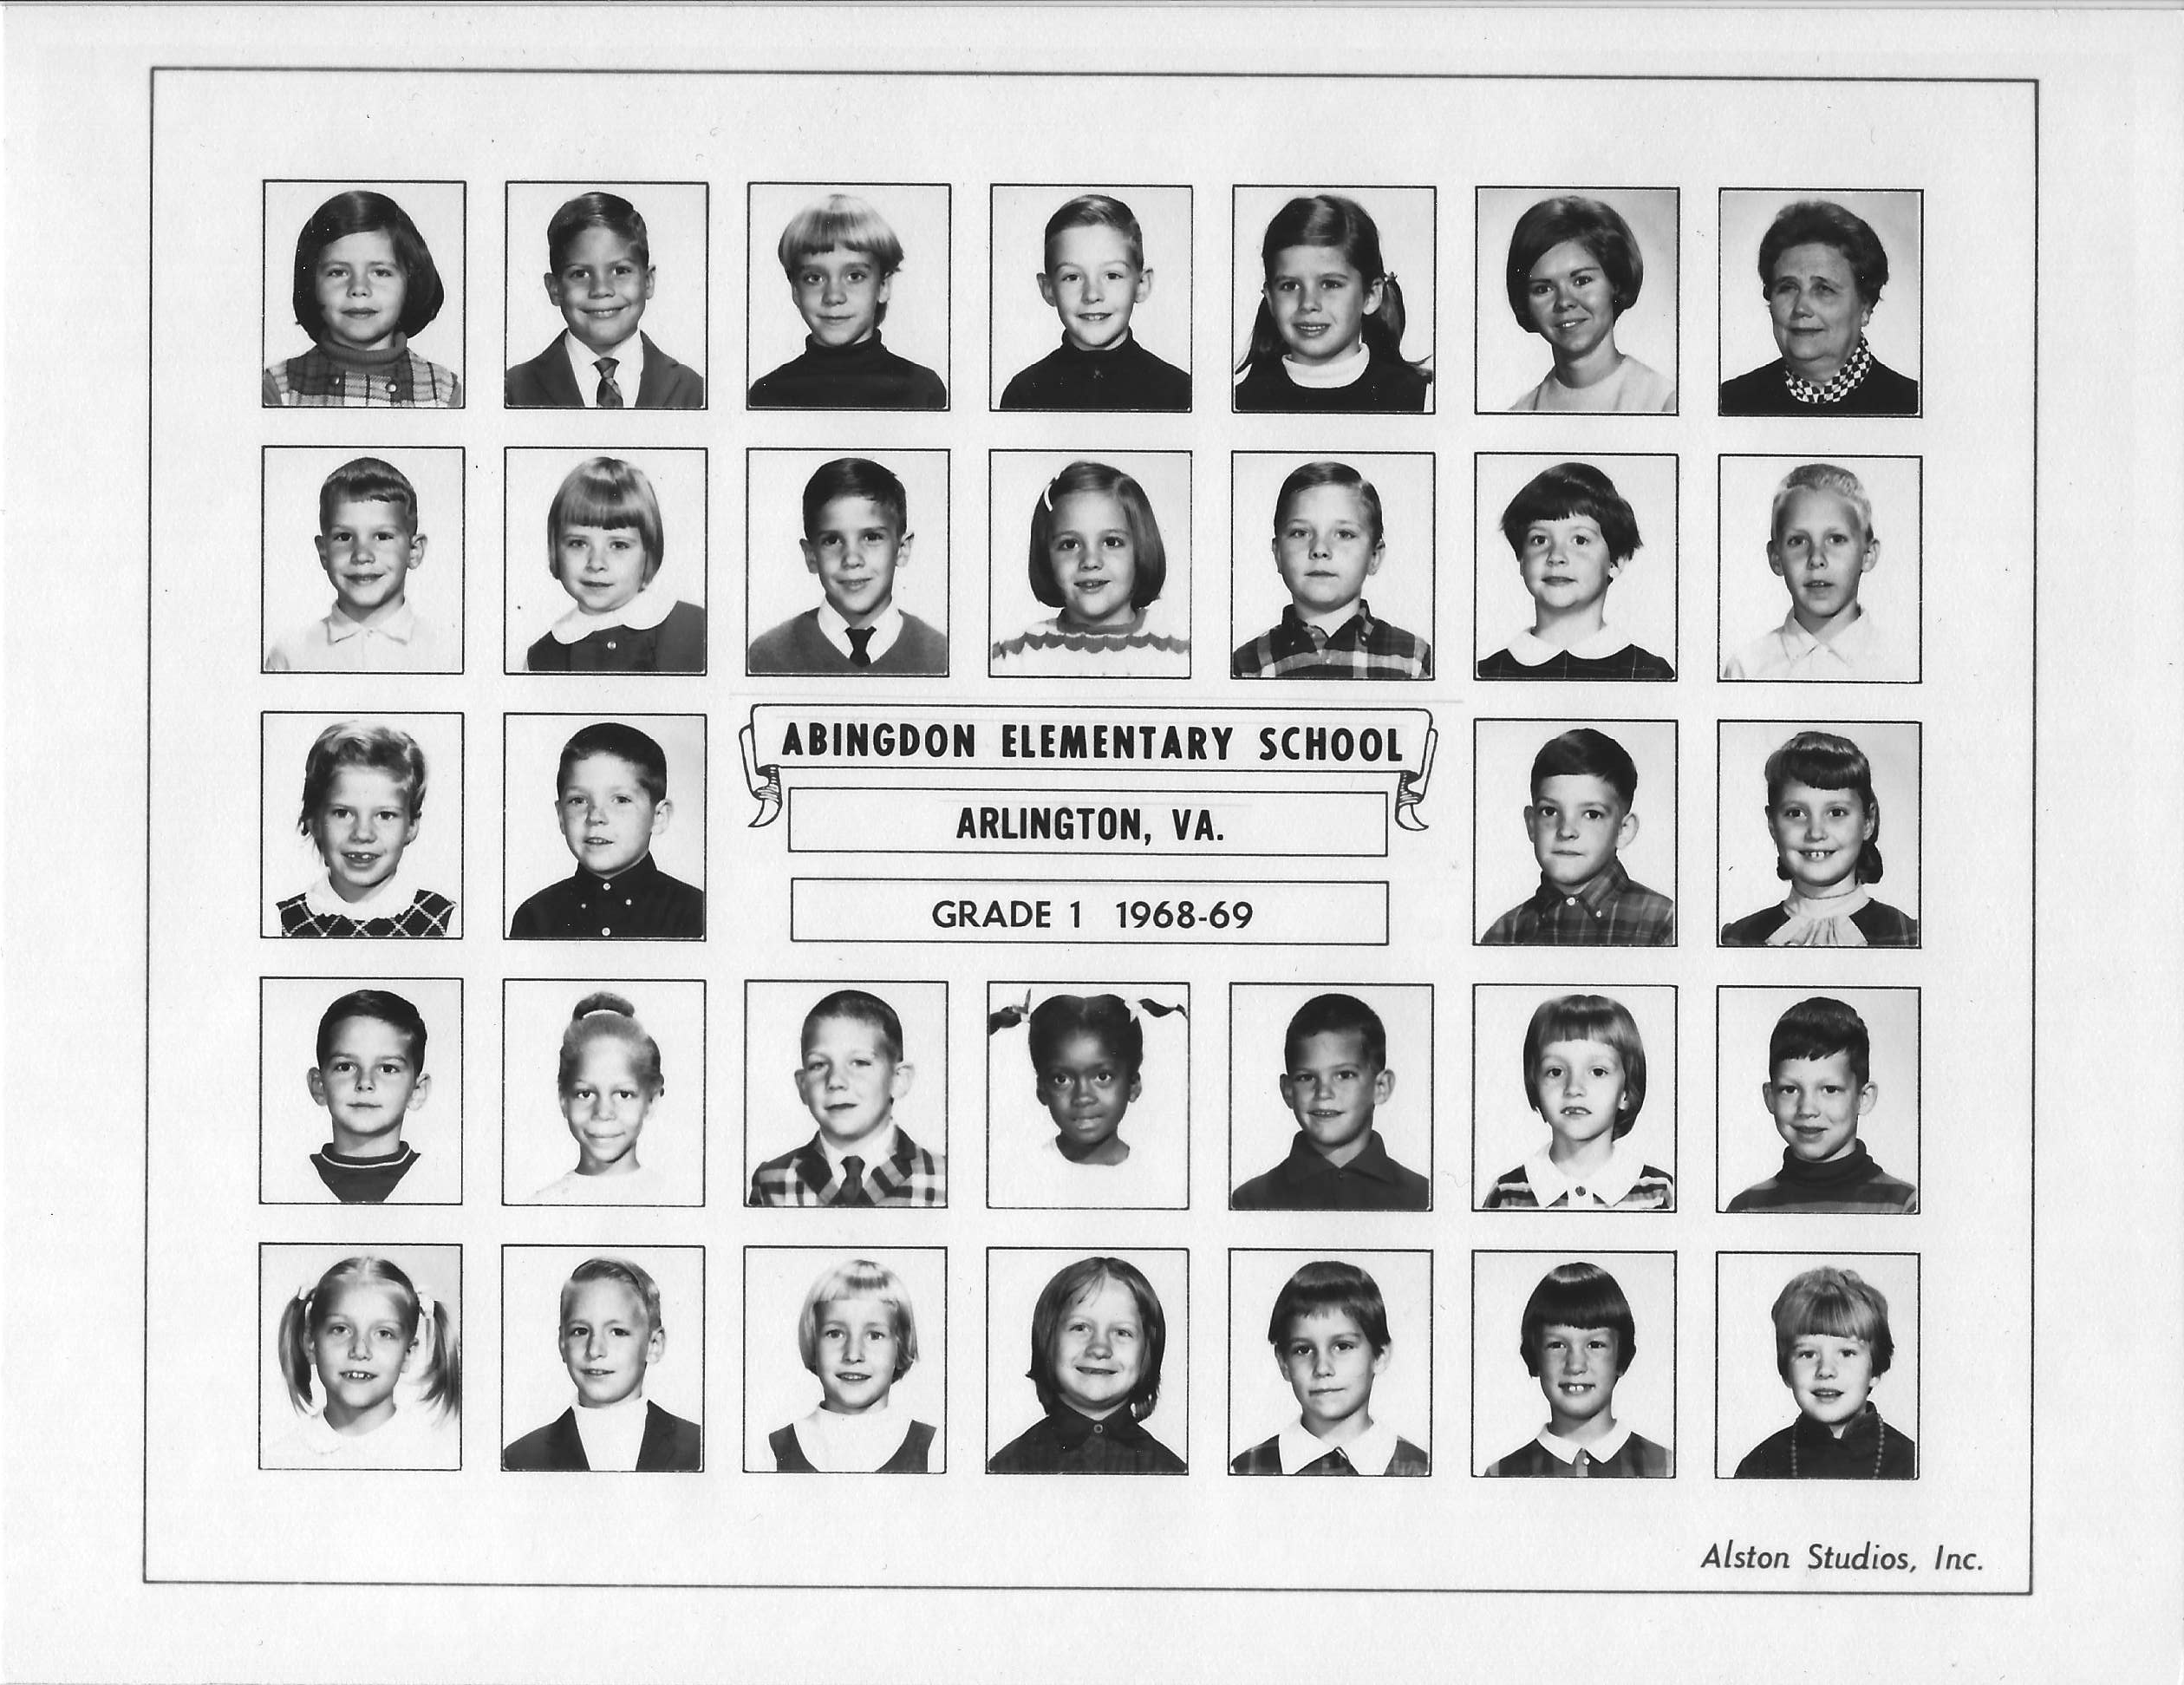 ABINGDON ELEMENTARY SCHOOL
ARLINGTON, VA.
GRADE 1 1968-69
Alston Studios, Inc.